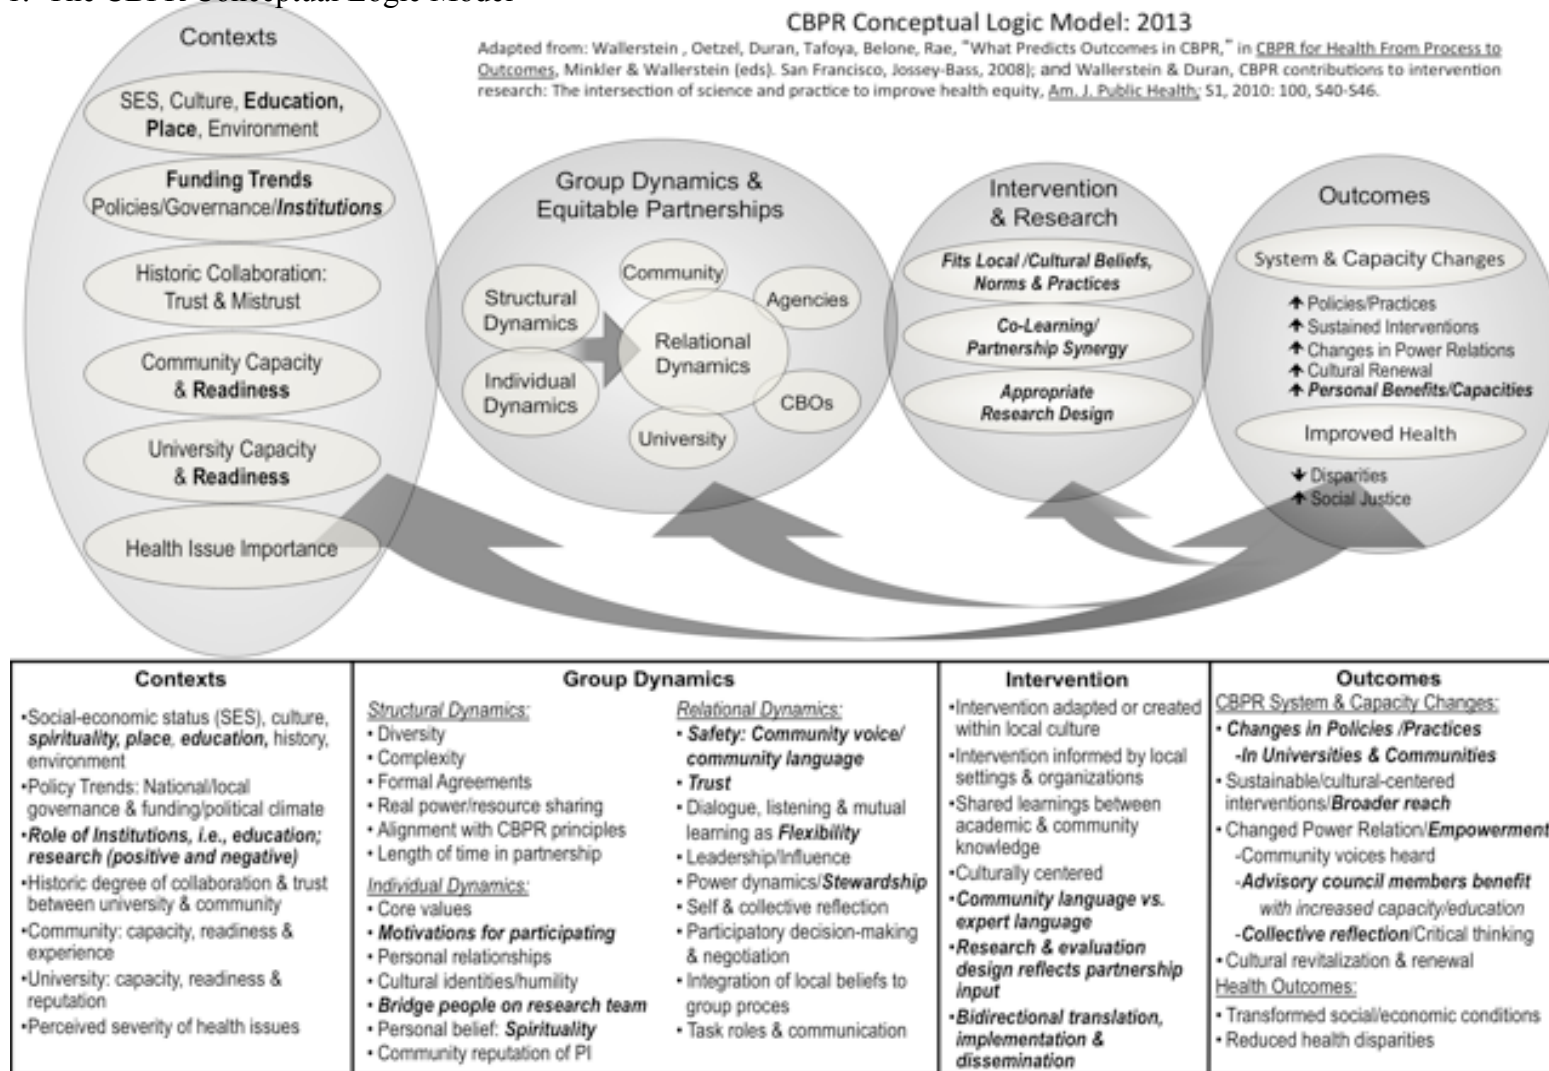 1. The CBPR Conceptual Logic Model
CBPR Conceptual Logic Model: 2013
Adapted from: Wallerstein , Oetzel, Duran, Tafoya, Belone, Rae, "What Predicts Outcomes in CBPR," in CBPR for Health From Process to
Outcomes, Minkler & Wallerstein (eds). San Francisco, Jossey-Bass, 2008); and Wallerstein & Duran, CBPR contributions to intervention
research: The intersection of science and practice to improve health equity, Am. J. Public Health; S1, 2010: 100, S40-S46.
Contexts
SES, Culture, Education,
Place, Environment
Funding Trends
Policies/Governance/Institutions
Historic Collaboration:
Trust & Mistrust
Community Capacity
& Readiness
University Capacity
& Readiness
Health Issue Importance
Group Dynamics &
Equitable Partnerships
Structural
Dynamics
Individual
Dynamics
Community
Agencies
Relational
Dynamics
CBOs
University
Intervention
& Research
Fits Local /Cultural Beliefs,
Norms & Practices
Co-Learning/
Partnership Synergy
Appropriate
Research Design
Outcomes
System & Capacity Changes
Policies/Practices
Sustained Interventions
Changes in Power Relations
Cultural Renewal
Personal Benefits/Capacities
Improved Health
Disparities
Social Justice
Contexts
•Social-economic status (SES), culture,
spirituality, place, education, history,
environment
•Policy Trends: National/local
governance & funding/political climate
•Role of Institutions, i.e., education;
research (positive and negative)
•Historic degree of collaboration & trust
between university & community
•Community: capacity, readiness &
experience
•University: capacity, readiness &
reputation
•Perceived severity of health issues
Group Dynamics
Structural Dynamics:
• Diversity
• Complexity
• Formal Agreements
• Real power/resource sharing
• Alignment with CBPR principles
• Length of time in partnership
Individual Dynamics:
• Core values
• Motivations for participating
• Personal relationships
• Cultural identities/humility
• Bridge people on research team
• Personal belief: Spirituality
• Community reputation of PI
Relational Dynamics:
• Safety: Community voice/
community language
• Trust
• Dialogue, listening & mutual
learning as Flexibility
• Leadership/Influence
• Power dynamics/Stewardship
• Self & collective reflection
• Participatory decision-making
& negotiation
• Integration of local beliefs to
group proces
• Task roles & communication
Intervention
•Intervention adapted or created
within local culture
•Intervention informed by local
settings & organizations
•Shared learnings between
academic & community
knowledge
•Culturally centered
•Community language vs.
expert language
•Research & evaluation
design reflects partnership
input
•Bidirectional translation,
implementation &
dissemination
Outcomes
CBPR System & Capacity Changes:
• Changes in Policies /Practices
-In Universities & Communities
• Sustainable/cultural-centered
interventions/Broader reach
• Changed Power Relation/Empowerment
-Community voices heard
-Advisory council members benefit
with increased capacity/education
-Collective reflection/Critical thinking
• Cultural revitalization & renewal
Health Outcomes:
• Transformed social/economic conditions
• Reduced health disparities